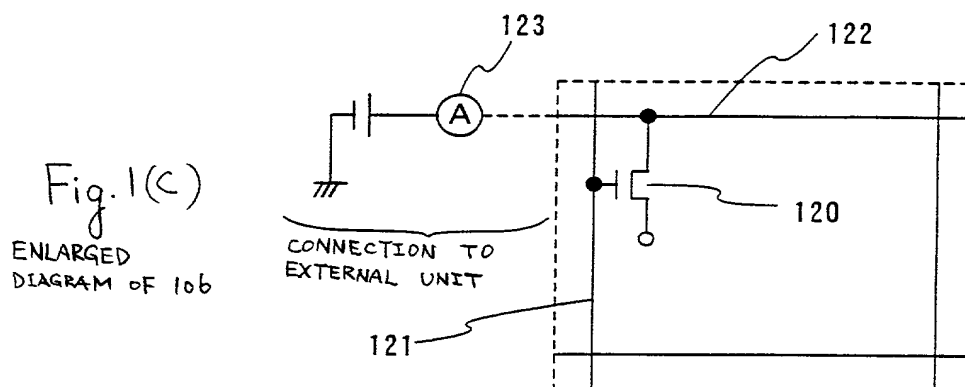 123
122
A
Fig. 1(C)
ENLARGED
DIAGRAM OF 106
120
CONNECTION TO
EXTERNAL UNIT
121